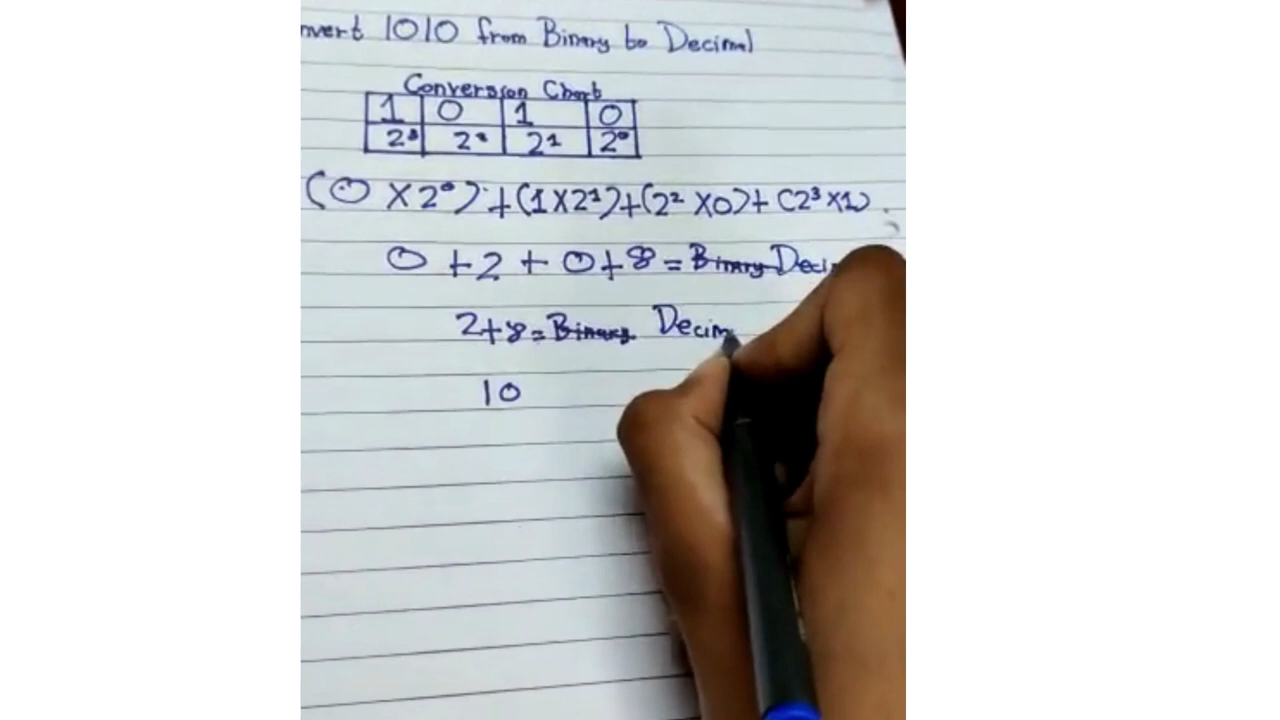 nvert 1010 from Binary to Decimal
Conversion Chart
1 0 1 0
2³ 2² 2¹ 2⁰
(0 X 2⁰) + (1 X 2¹) + (2² X 0) + (2³ X 1)
0 + 2 + 0 + 8 = Binary Deci
2 + 8 = Binary Decim
10